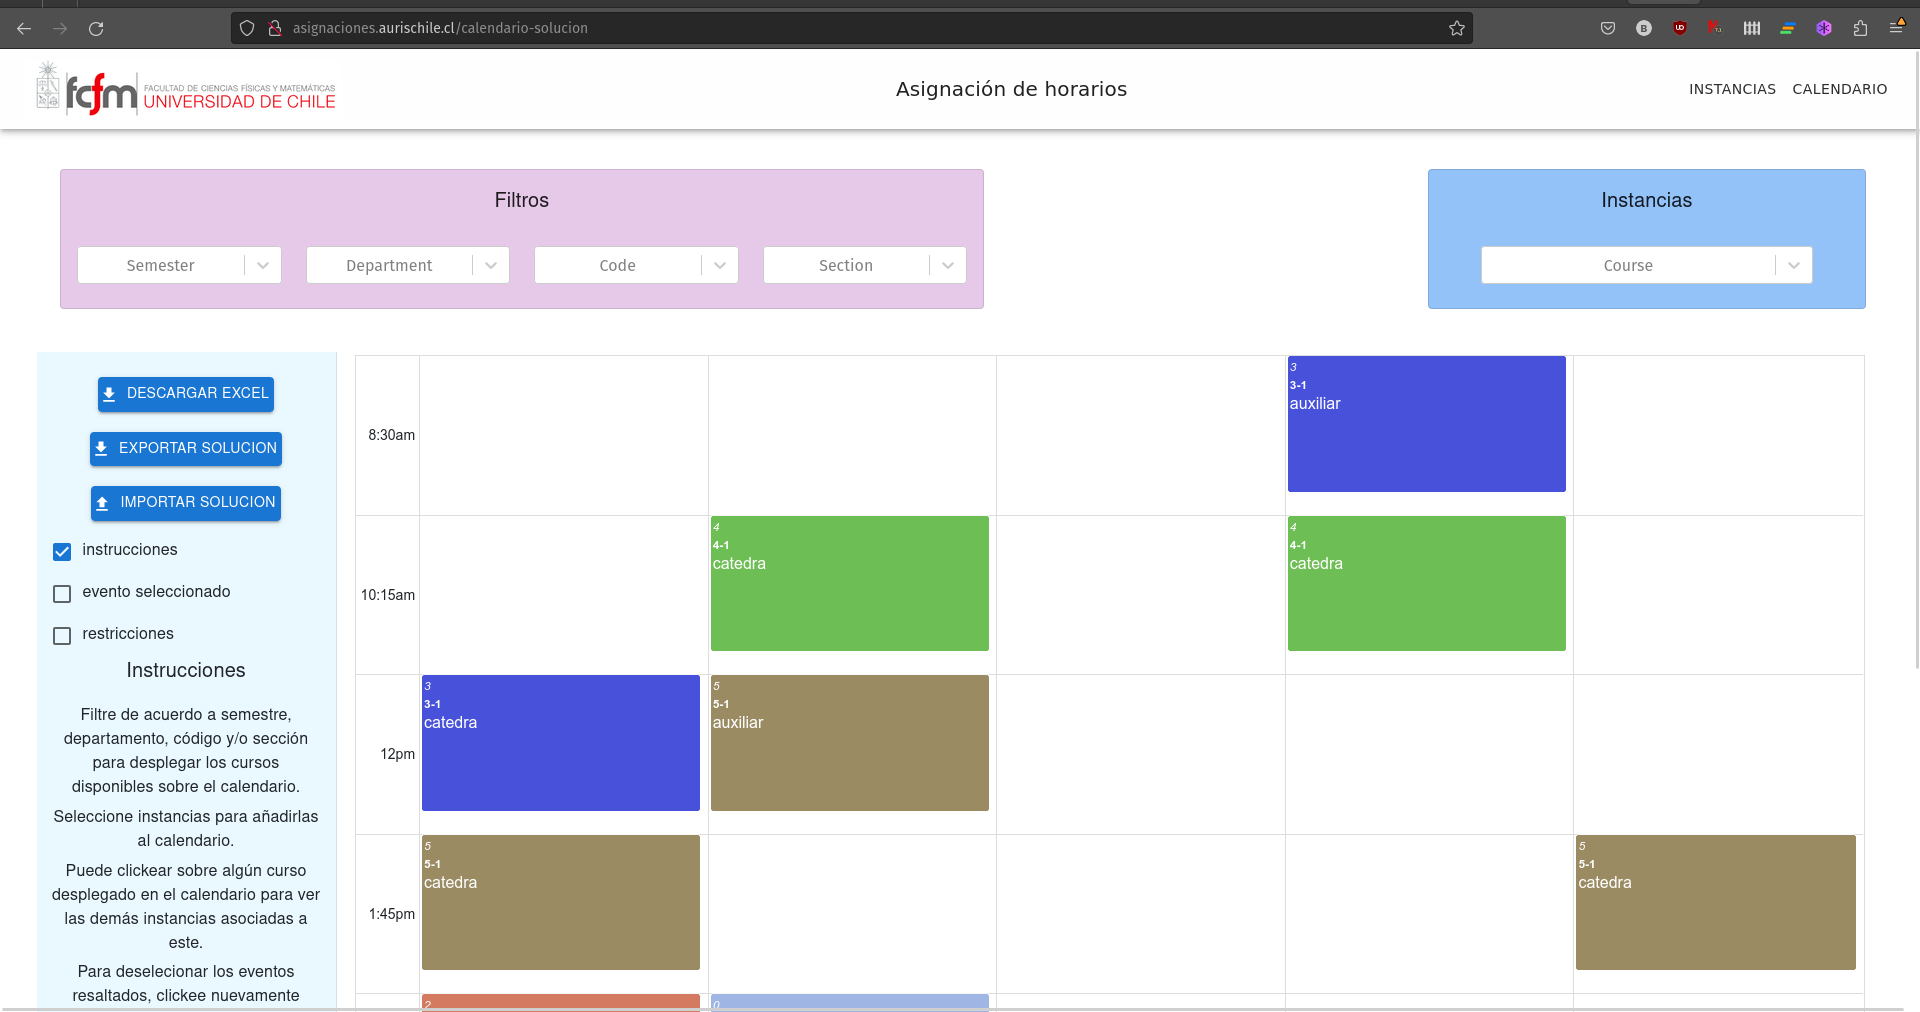 asignaciones.aurischile.cl/calendario-solucion
fcfm
FACULTAD DE CIENCIAS FÍSICAS Y MATEMÁTICAS
UNIVERSIDAD DE CHILE
Asignación de horarios
INSTANCIAS
CALENDARIO
Filtros
Semester
Department
Code
Section
Instancias
Course
DESCARGAR EXCEL
EXPORTAR SOLUCION
IMPORTAR SOLUCION
instrucciones
evento seleccionado
restricciones
Instrucciones
Filtre de acuerdo a semestre,
departamento, código y/o sección
para desplegar los cursos
disponibles sobre el calendario.
Seleccione instancias para añadirlas
al calendario.
Puede clickear sobre algún curso
desplegado en el calendario para ver
las demás instancias asociadas a
este.
Para deselecionar los eventos
resaltados, clickee nuevamente
8:30am
3
3-1
auxiliar
10:15am
4
4-1
catedra
4
4-1
catedra
12pm
3
3-1
catedra
5
5-1
auxiliar
1:45pm
5
5-1
catedra
5
5-1
catedra
2
0